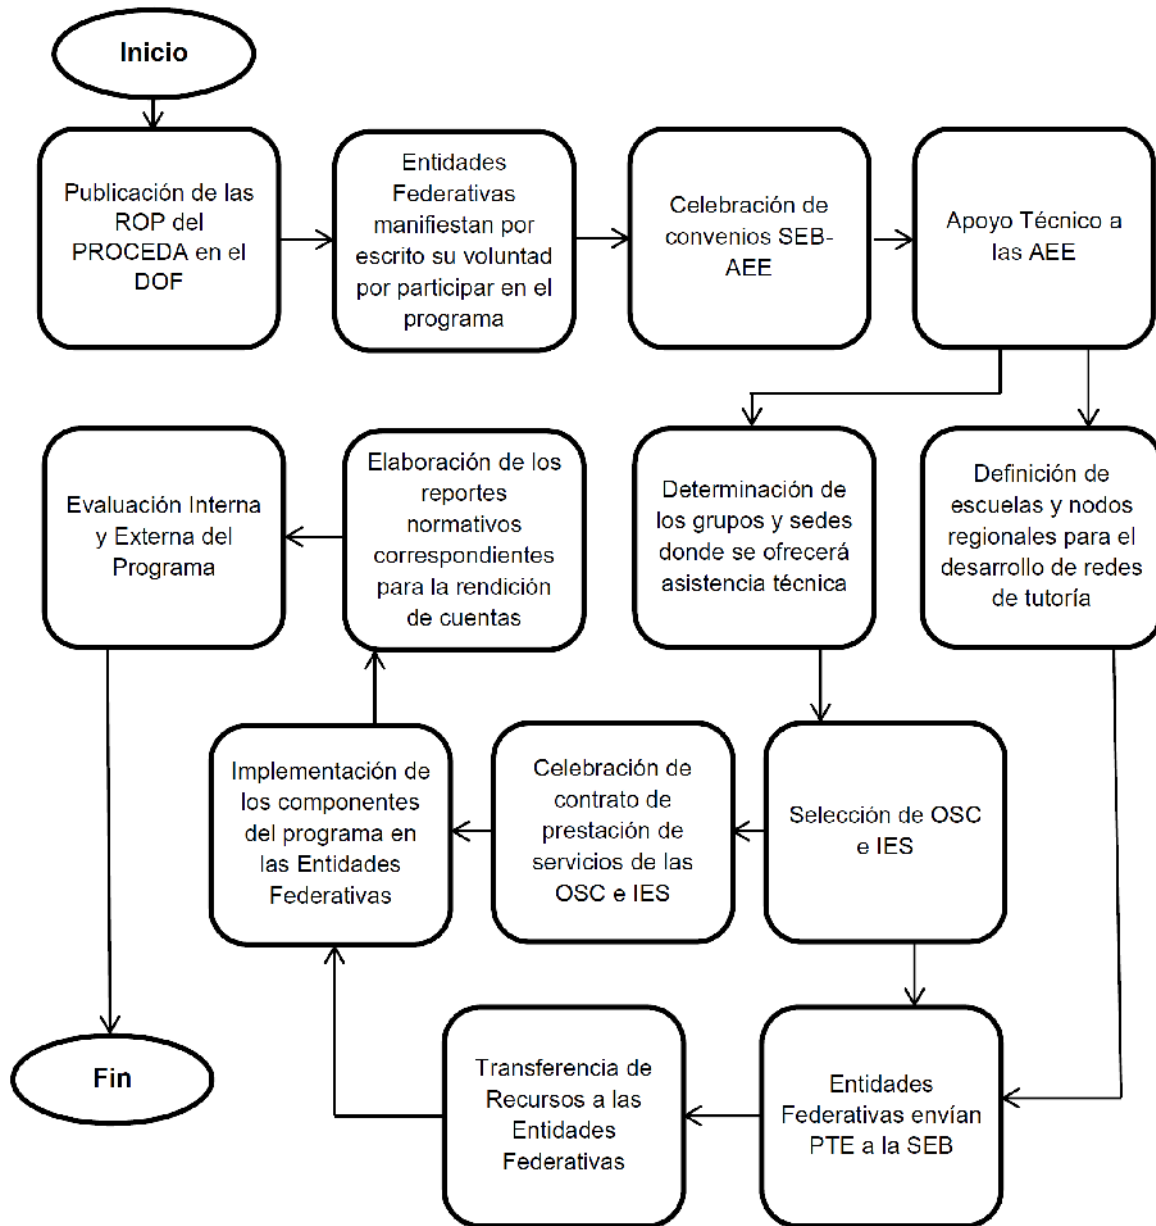 Inicio
Publicación de las
ROP del
PROCEDA en el
DOF
Entidades
Federativas
manifiestan por
escrito su voluntad
por participar en el
programa
Celebración de
convenios SEB-
AEE
Apoyo Técnico a
las AEE
Evaluación Interna
y Externa del
Programa
Elaboración de los
reportes
normativos
correspondientes
para la rendición
de cuentas
Determinación de
los grupos y sedes
donde se ofrecerá
asistencia técnica
Definición de
escuelas y nodos
regionales para el
desarrollo de redes
de tutoría
Implementación de
los componentes
del programa en
las Entidades
Federativas
Celebración de
contrato de
prestación de
servicios de las
OSC e IES
Selección de OSC
e IES
Fin
Transferencia de
Recursos a las
Entidades
Federativas
Entidades
Federativas envían
PTE a la SEB